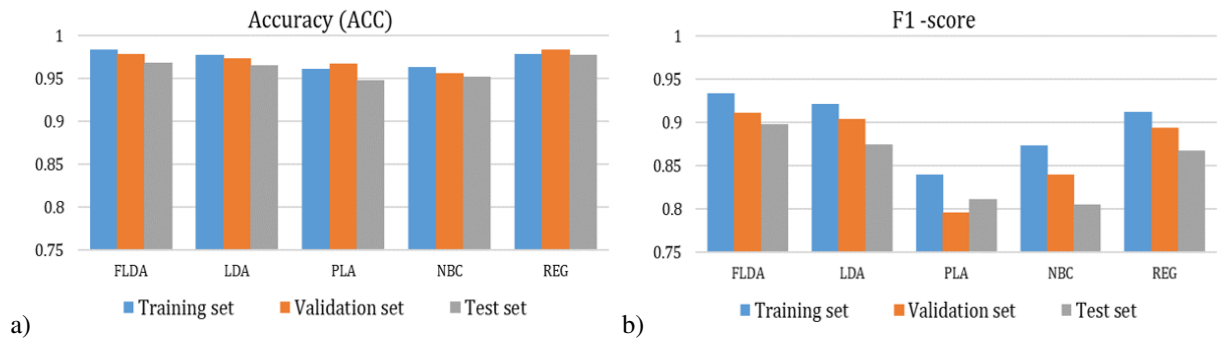 Accuracy (ACC)
1
0.95
0.9
0.85
0.8
0.75
FLDA LDA PLA NBC REG
Training set Validation set Test set
a)
F1 -score
1
0.95
0.9
0.85
0.8
0.75
FLDA LDA PLA NBC REG
Training set Validation set Test set
b)